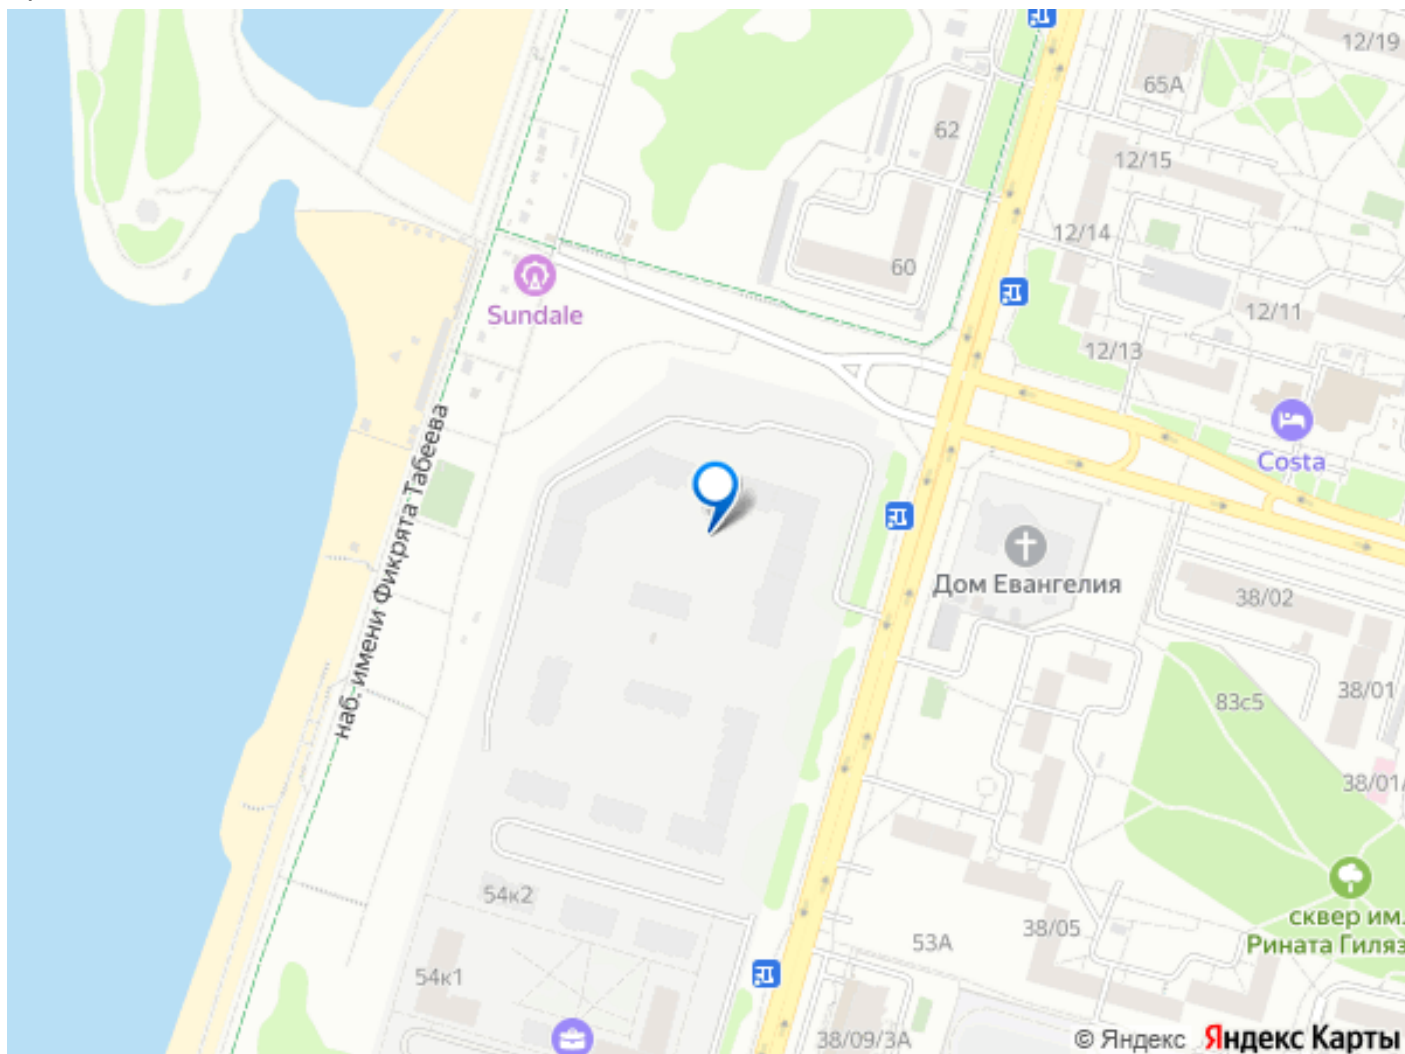 12/19
65А
62
12/15
12/14
60
Sundale
12/11
12/13
наб. имени Фикрята Табеева
Costa
Дом Евангелия
38/02
38/01
83с5
38/01/
54к2
сквер им.
Рината Гиляз
53А
38/05
54к1
38/09/3А
© Яндекс Яндекс Карты